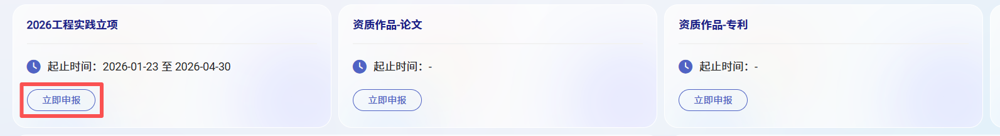 2026工程实践立项
起止时间：2026-01-23 至 2026-04-30
立即申报
资质作品-论文
起止时间：-
立即申报
资质作品-专利
起止时间：-
立即申报